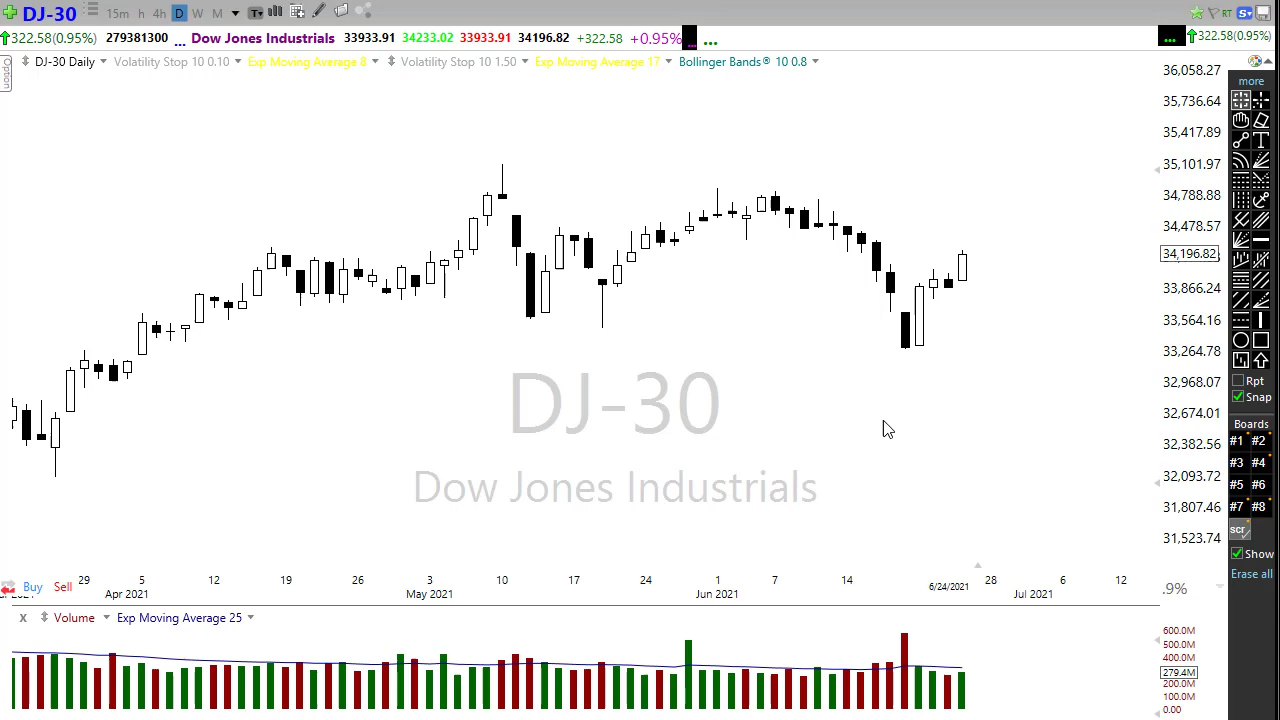 DJ-30 15m h 4h D W M T RT S
322.58(0.95%) 279381300 ... Dow Jones Industrials 33933.91 34233.02 33933.91 34196.82 +322.58 +0.95% ... ... ... 322.58(0.95%)
Option
DJ-30 Daily Volatility Stop 10 0.10 Exp Moving Average 8 Volatility Stop 10 1.50 Exp Moving Average 17 Bollinger Bands® 10 0.8
36,058.27
35,736.64
35,417.89
35,101.97
34,788.88
34,478.57
34,196.82
33,866.24
33,564.16
33,264.78
32,968.07
32,674.01
32,382.56
32,093.72
31,807.46
31,523.74
DJ-30
Dow Jones Industrials
more
Rpt
Snap
Boards
#1 #2
#3 #4
#5 #6
#7 #8
scr
Show
Erase all
Buy Sell 29 5 12 19 26 3 10 17 24 1 7 14 6/24/2021 28 6 12
Apr 2021 May 2021 Jun 2021 Jul 2021
.9%
X Volume Exp Moving Average 25
600.0M
500.0M
400.0M
279.4M
200.0M
100.0M
0.00